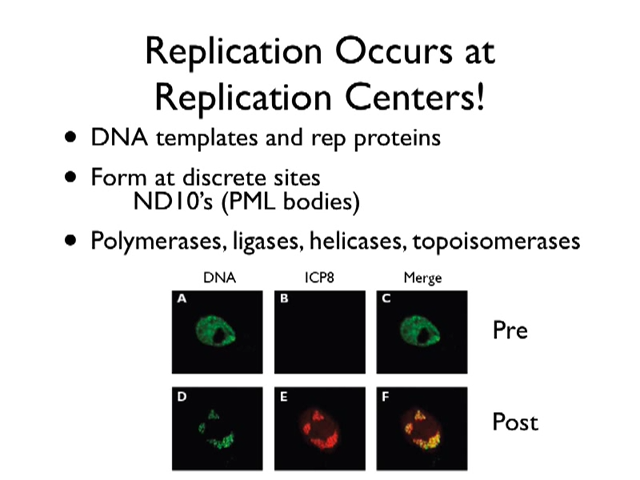 Replication Occurs at
Replication Centers!
• DNA templates and rep proteins
• Form at discrete sites
ND10's (PML bodies)
• Polymerases, ligases, helicases, topoisomerases
DNA ICP8 Merge
A B C
Pre
D E F
Post